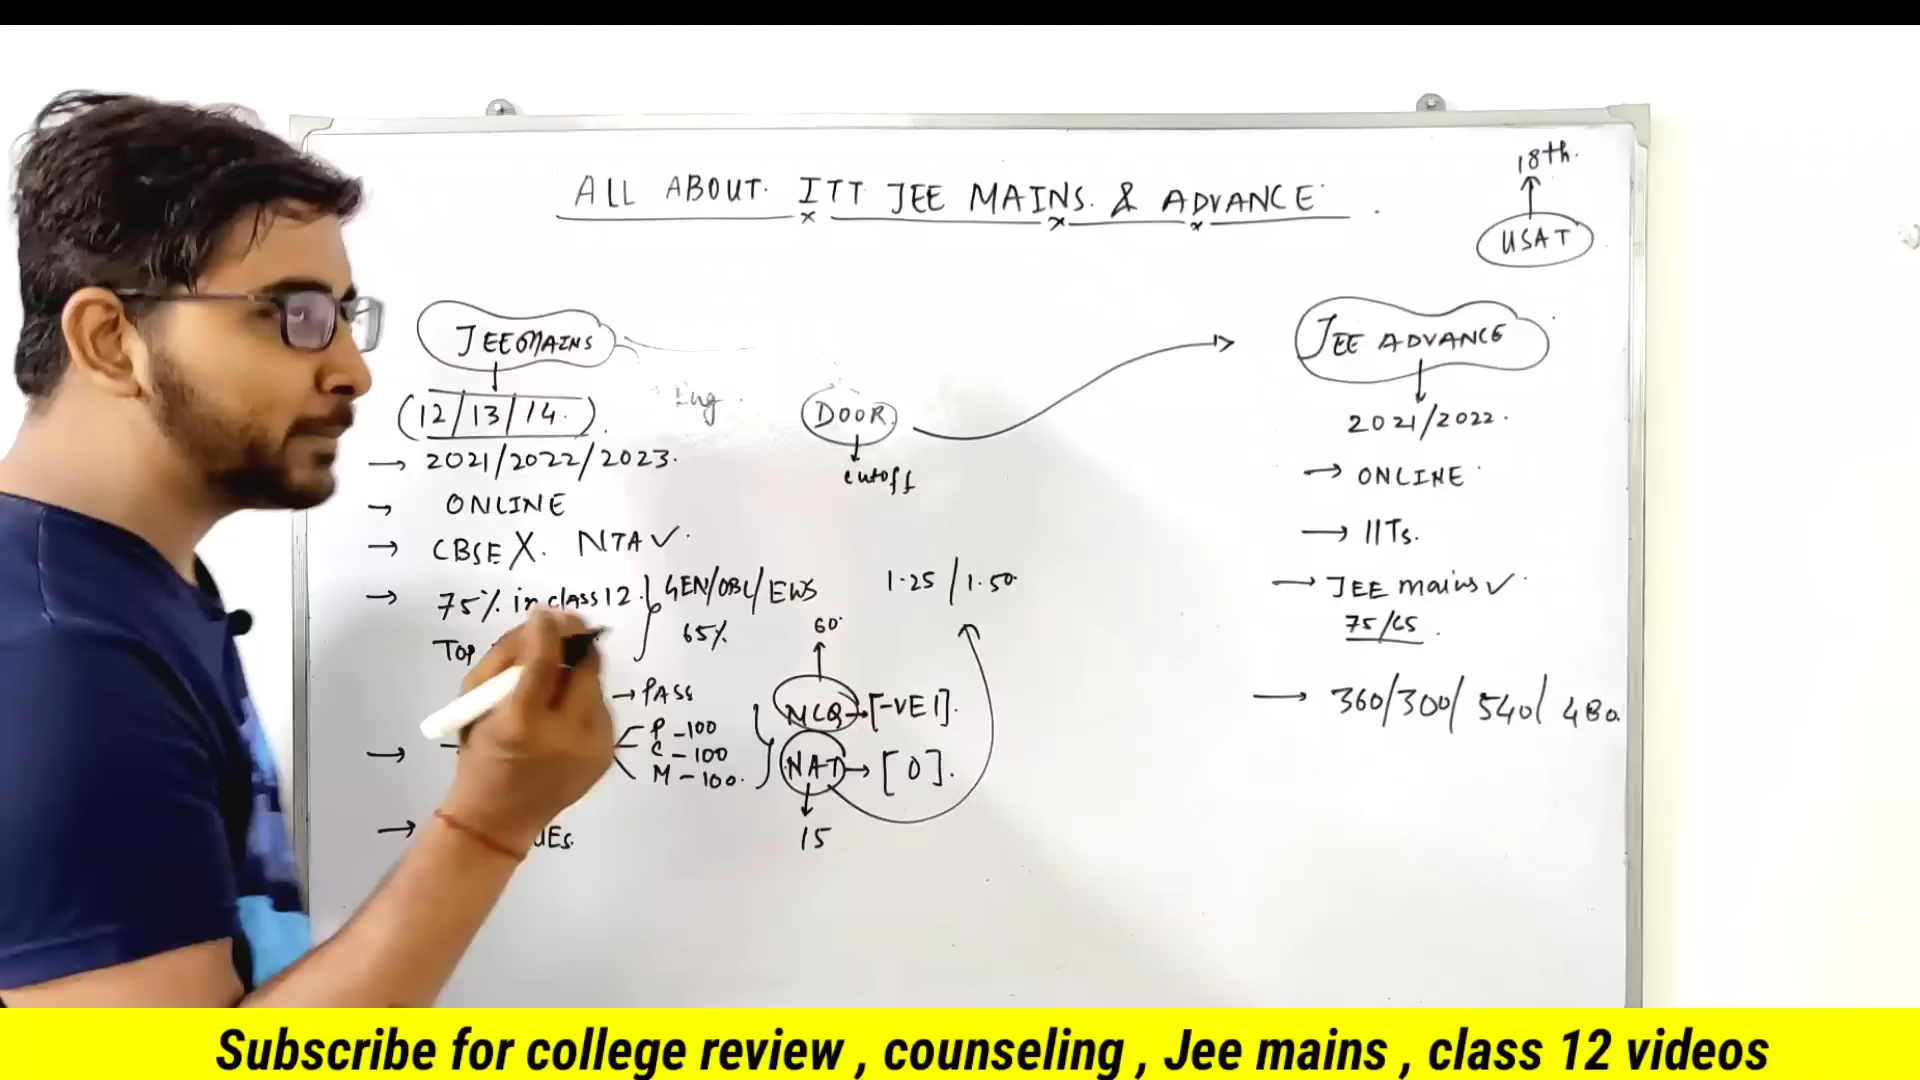 ALL ABOUT IIT JEE MAINS & ADVANCE
18th.
USAT
JEE MAINS
(12/13/14.)
→ 2021/2022/2023.
→ ONLINE
→ CBSE X. NTA ✓.
→ 75% in class 12. } GEN/OBC/EWS
Top 65%
→ PASS
P - 100
C - 100
M - 100.
UES.
Eng.
DOOR
cutoff
1.25 / 1.50
60.
MCQ → [-VE 1].
NAT → [0].
15
JEE ADVANCE
2021/2022.
→ ONLINE
→ IITs.
→ JEE mains ✓
75/65.
→ 360/300/540/480.
Subscribe for college review , counseling , Jee mains , class 12 videos